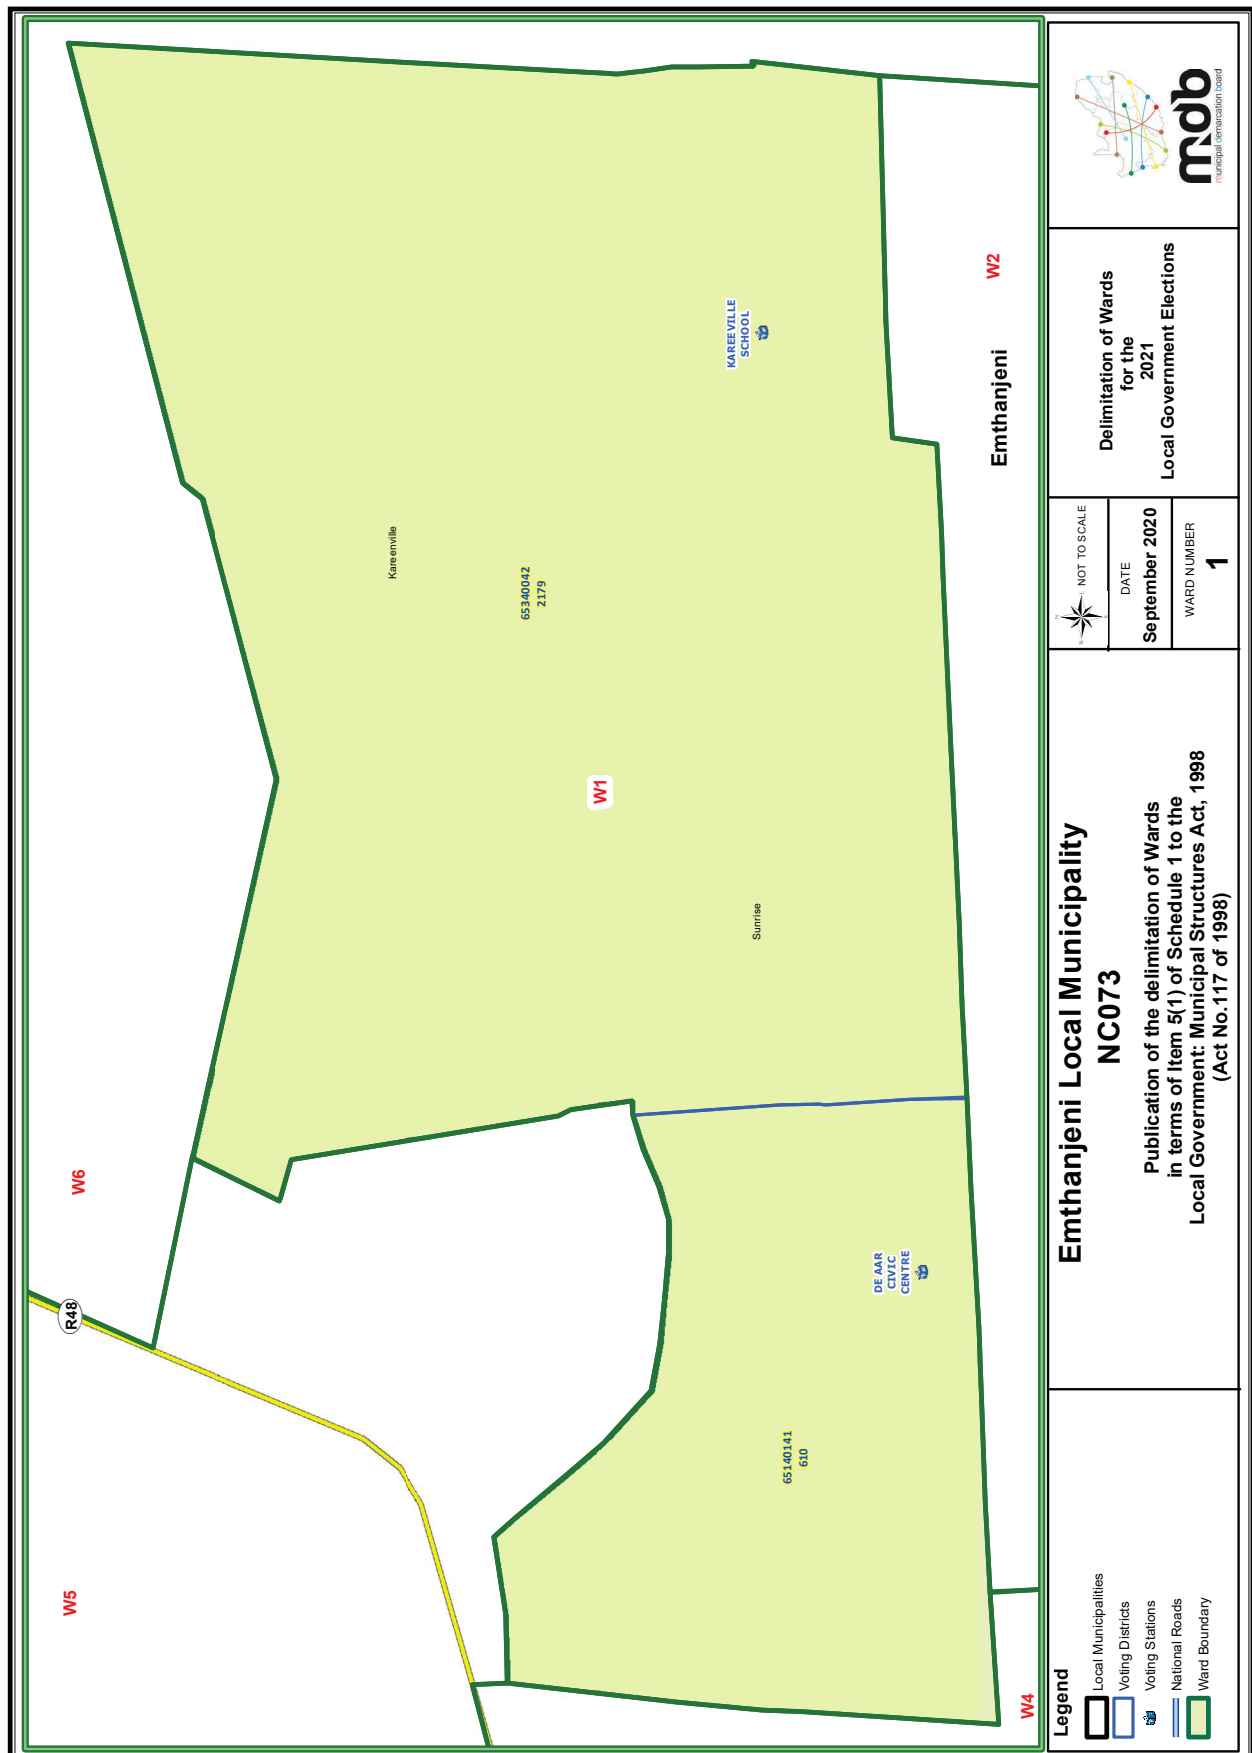 W5
R48
W6
Kareenville
65340042
2179
W1
KAREEVILLE
SCHOOL
Sunrise
DE AAR
CIVIC
CENTRE
65140141
610
W2
Emthanjeni
W4
Legend
Local Municipalities
Voting Districts
Voting Stations
National Roads
Ward Boundary
Emthanjeni Local Municipality
NC073
Publication of the delimitation of Wards
in terms of Item 5(1) of Schedule 1 to the
Local Government: Municipal Structures Act, 1998
(Act No.117 of 1998)
N
W
E
S
NOT TO SCALE
DATE
September 2020
WARD NUMBER
1
Delimitation of Wards
for the
2021
Local Government Elections
mdb
municipal demarcation board